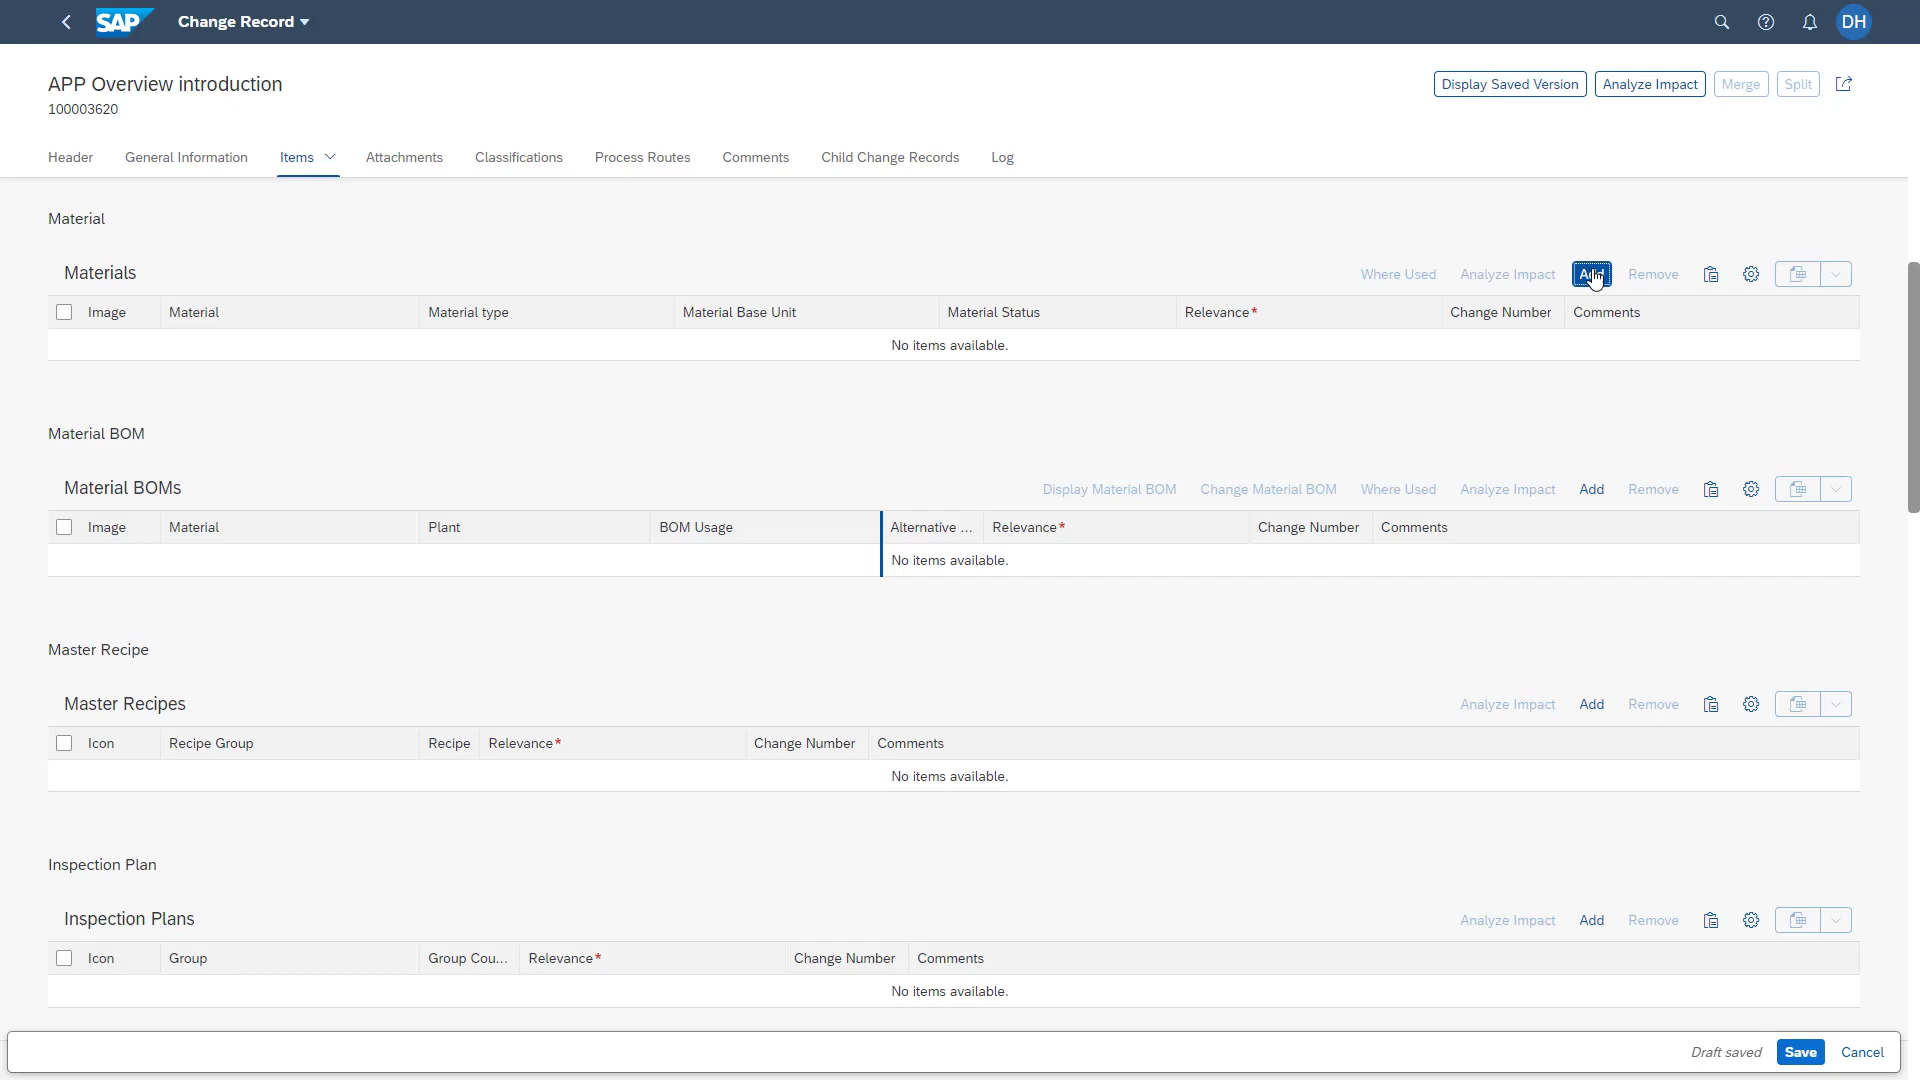 SAP Change Record DH
APP Overview introduction Display Saved Version Analyze Impact Merge Split
100003620
Header General Information Items Attachments Classifications Process Routes Comments Child Change Records Log
Material
Materials Where Used Analyze Impact Add Remove
Image Material Material type Material Base Unit Material Status Relevance* Change Number Comments
No items available.
Material BOM
Material BOMs Display Material BOM Change Material BOM Where Used Analyze Impact Add Remove
Image Material Plant BOM Usage Alternative ... Relevance* Change Number Comments
No items available.
Master Recipe
Master Recipes Analyze Impact Add Remove
Icon Recipe Group Recipe Relevance* Change Number Comments
No items available.
Inspection Plan
Inspection Plans Analyze Impact Add Remove
Icon Group Group Cou... Relevance* Change Number Comments
No items available.
Draft saved Save Cancel